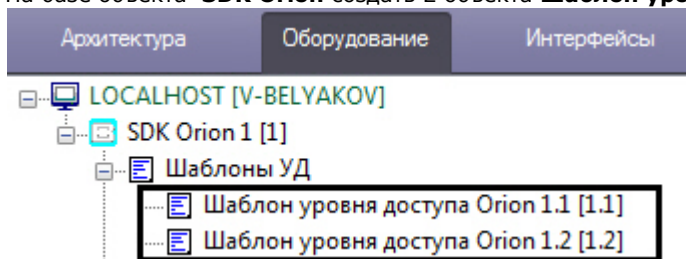 На базе объекта SDK Orion создать 2 объекта Шаблон уро
Архитектура Оборудование Интерфейсы
LOCALHOST [V-BELYAKOV]
SDK Orion 1 [1]
Шаблоны УД
Шаблон уровня доступа Orion 1.1 [1.1]
Шаблон уровня доступа Orion 1.2 [1.2]